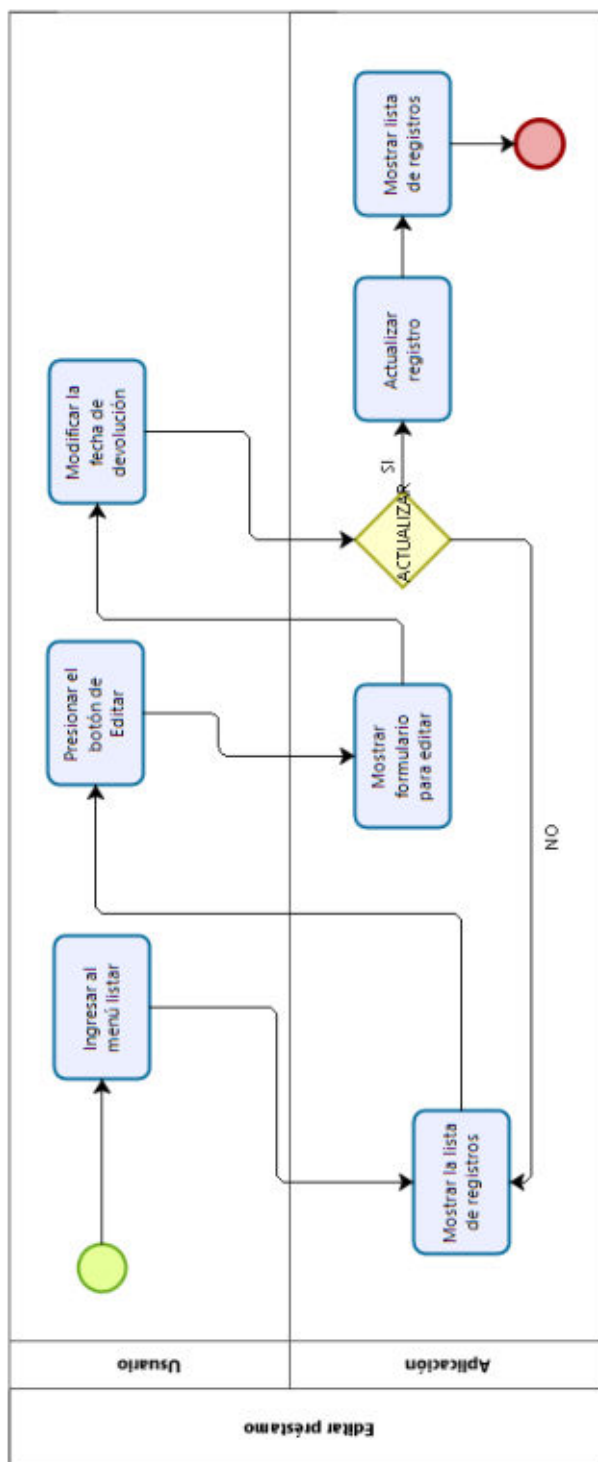 Editar préstamo
Usuario
Ingresar al
menú listar
Presionar el
botón de
Editar
Modificar la
fecha de
devolución
Aplicación
Mostrar la lista
de registros
Mostrar
formulario
para editar
ACTUALIZAR
SI
NO
Actualizar
registro
Mostrar lista
de registros